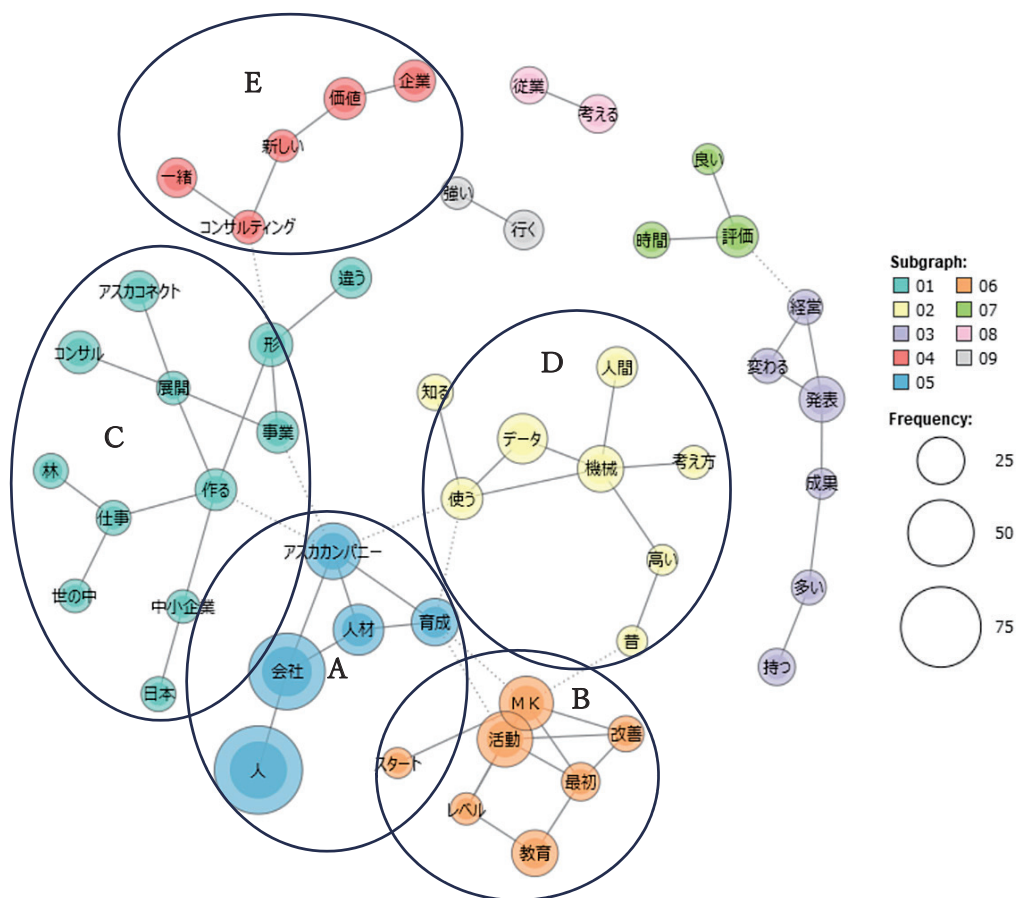 E
企業
価値
新しい
一緒
コンサルティング
従業
考える
強い
行く
良い
時間
評価
経営
変わる
発表
成果
多い
持つ
アスカコネクト
違う
コンサル
形
展開
事業
C
林
作る
仕事
世の中
中小企業
日本
D
人間
知る
データ
機械
考え方
使う
高い
昔
アスカカンパニー
人材
育成
会社
A
人
MK
B
活動
改善
スタート
最初
レベル
教育
Subgraph:
01
06
02
07
03
08
04
09
05
Frequency:
25
50
75